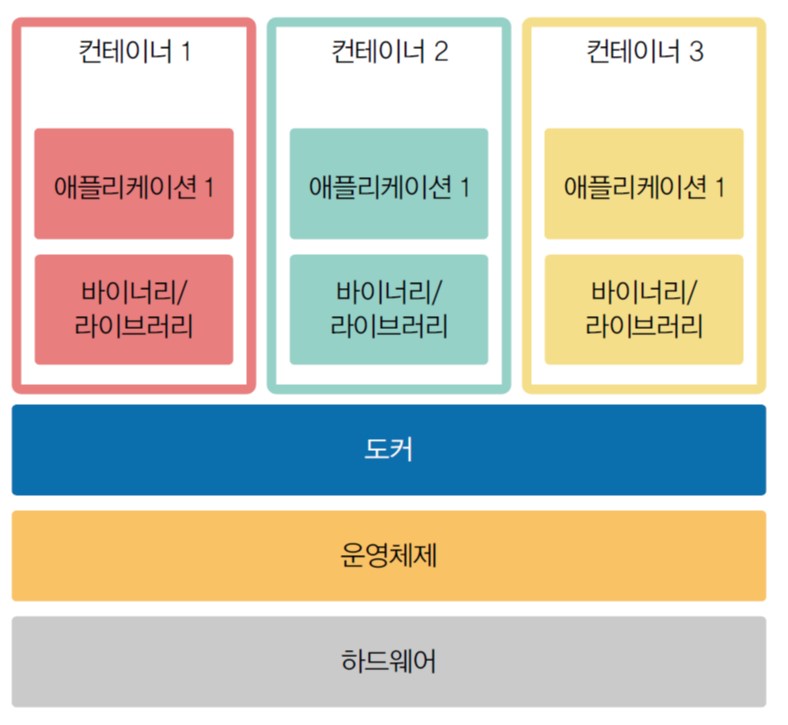 컨테이너 1
애플리케이션 1
바이너리/
라이브러리
컨테이너 2
애플리케이션 1
바이너리/
라이브러리
컨테이너 3
애플리케이션 1
바이너리/
라이브러리
도커
운영체제
하드웨어